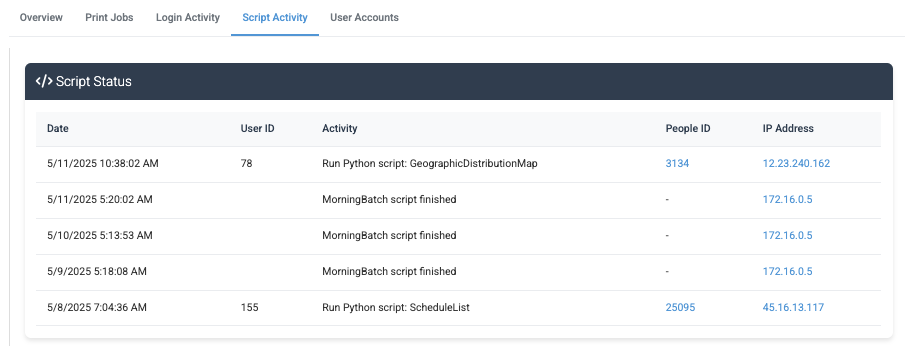 Overview Print Jobs Login Activity Script Activity User Accounts
</> Script Status
Date User ID Activity People ID IP Address
5/11/2025 10:38:02 AM 78 Run Python script: GeographicDistributionMap 3134 12.23.240.162
5/11/2025 5:20:02 AM MorningBatch script finished - 172.16.0.5
5/10/2025 5:13:53 AM MorningBatch script finished - 172.16.0.5
5/9/2025 5:18:08 AM MorningBatch script finished - 172.16.0.5
5/8/2025 7:04:36 AM 155 Run Python script: ScheduleList 25095 45.16.13.117